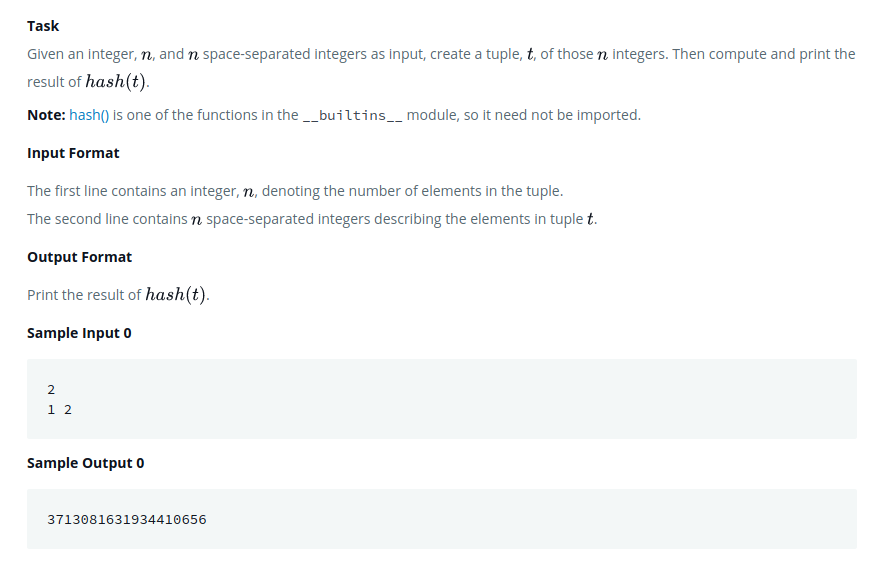 Task
Given an integer, n, and n space-separated integers as input, create a tuple, t, of those n integers. Then compute and print the
result of hash(t).
Note: hash() is one of the functions in the __builtins__ module, so it need not be imported.
Input Format
The first line contains an integer, n, denoting the number of elements in the tuple.
The second line contains n space-separated integers describing the elements in tuple t.
Output Format
Print the result of hash(t).
Sample Input 0
2
1 2
Sample Output 0
3713081631934410656